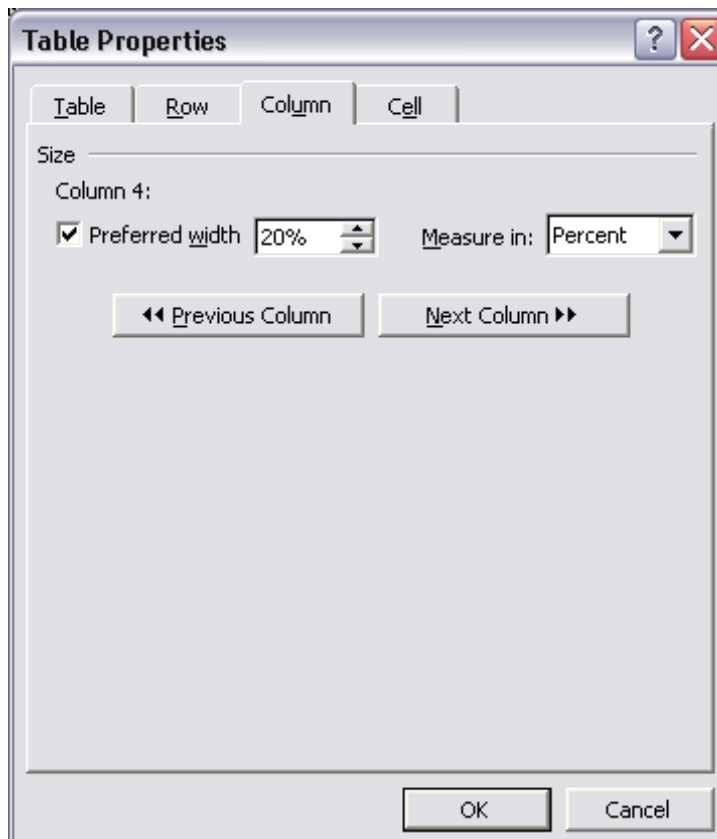 Table Properties
Table Row Column Cell
Size
Column 4:
Preferred width 20% Measure in: Percent
Previous Column Next Column
OK Cancel